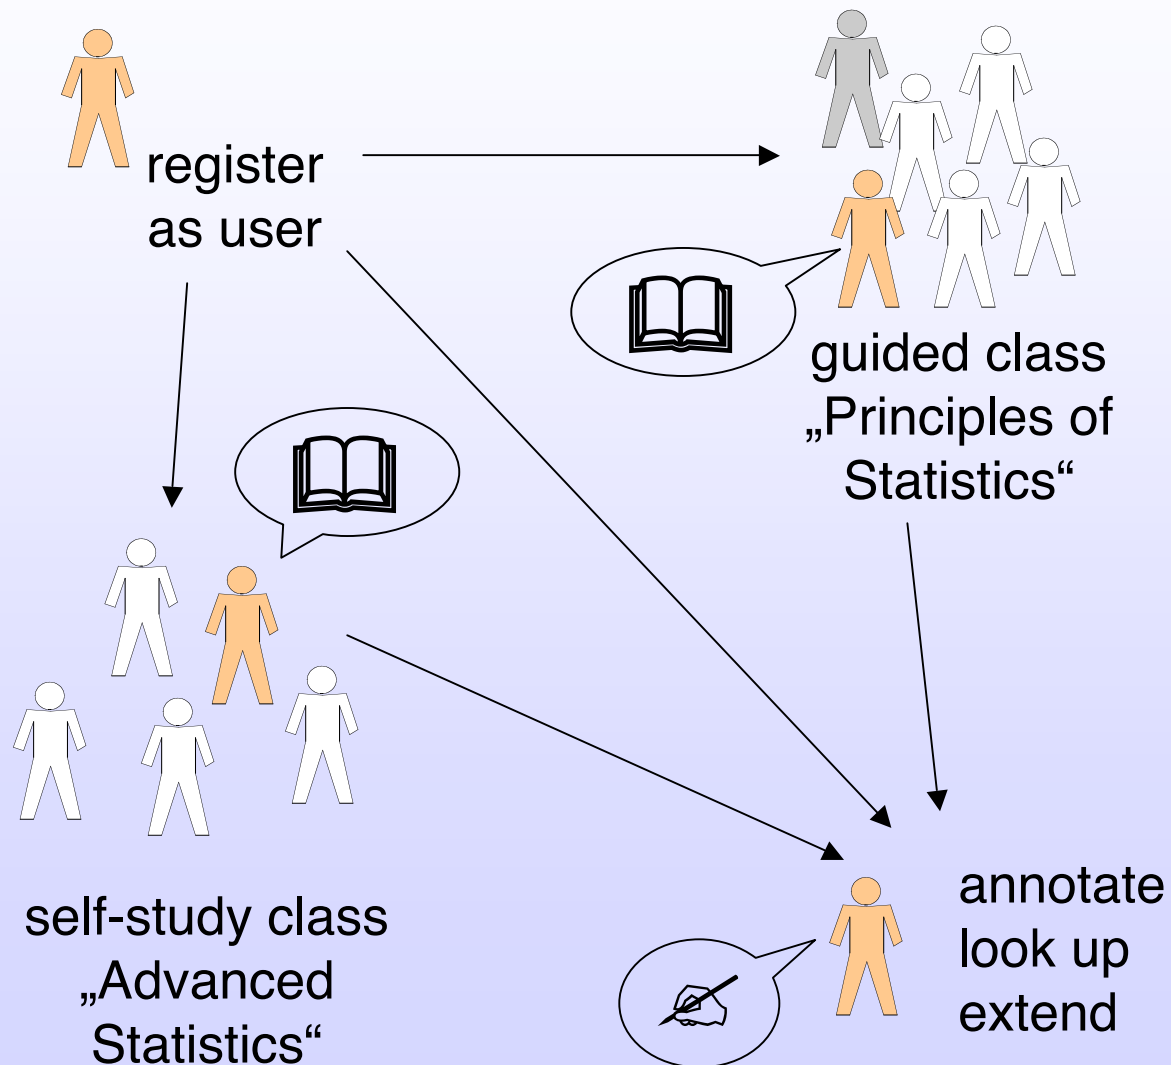 register
as user
guided class
„Principles of
Statistics“
self-study class
„Advanced
Statistics“
annotate
look up
extend